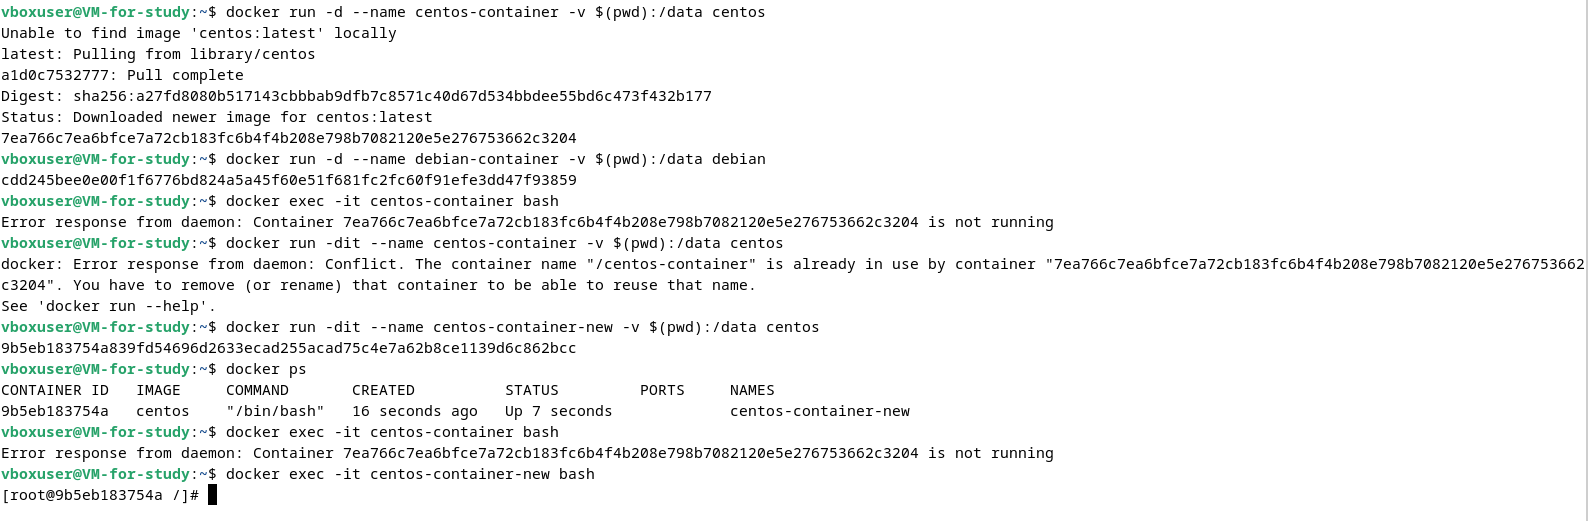 vboxuser@VM-for-study:~$ docker run -d --name centos-container -v $(pwd):/data centos
Unable to find image 'centos:latest' locally
latest: Pulling from library/centos
a1d0c7532777: Pull complete
Digest: sha256:a27fd8080b517143cbbbab9dfb7c8571c40d67d534bbdee55bd6c473f432b177
Status: Downloaded newer image for centos:latest
7ea766c7ea6bfce7a72cb183fc6b4f4b208e798b7082120e5e276753662c3204
vboxuser@VM-for-study:~$ docker run -d --name debian-container -v $(pwd):/data debian
cdd245bee0e00f1f6776bd824a5a45f60e51f681fc2fc60f91efe3dd47f93859
vboxuser@VM-for-study:~$ docker exec -it centos-container bash
Error response from daemon: Container 7ea766c7ea6bfce7a72cb183fc6b4f4b208e798b7082120e5e276753662c3204 is not running
vboxuser@VM-for-study:~$ docker run -dit --name centos-container -v $(pwd):/data centos
docker: Error response from daemon: Conflict. The container name "/centos-container" is already in use by container "7ea766c7ea6bfce7a72cb183fc6b4f4b208e798b7082120e5e276753662
c3204". You have to remove (or rename) that container to be able to reuse that name.
See 'docker run --help'.
vboxuser@VM-for-study:~$ docker run -dit --name centos-container-new -v $(pwd):/data centos
9b5eb183754a839fd54696d2633ecad255acad75c4e7a62b8ce1139d6c862bcc
vboxuser@VM-for-study:~$ docker ps
CONTAINER ID   IMAGE     COMMAND       CREATED          STATUS         PORTS     NAMES
9b5eb183754a   centos    "/bin/bash"   16 seconds ago   Up 7 seconds             centos-container-new
vboxuser@VM-for-study:~$ docker exec -it centos-container bash
Error response from daemon: Container 7ea766c7ea6bfce7a72cb183fc6b4f4b208e798b7082120e5e276753662c3204 is not running
vboxuser@VM-for-study:~$ docker exec -it centos-container-new bash
[root@9b5eb183754a /]#